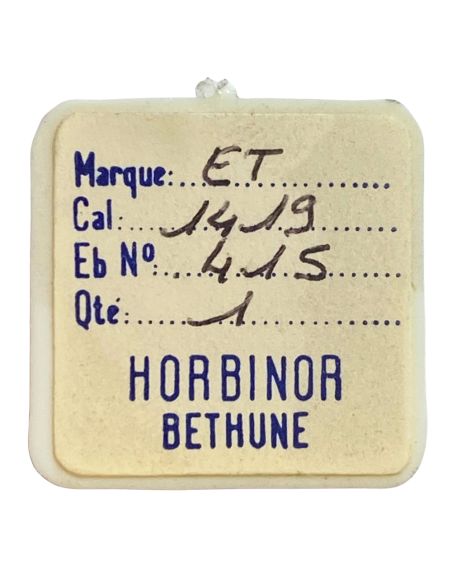 Marque: ET
Cal: 1419
Eb Nº: 415
Qté: 1
HORBINOR
BETHUNE